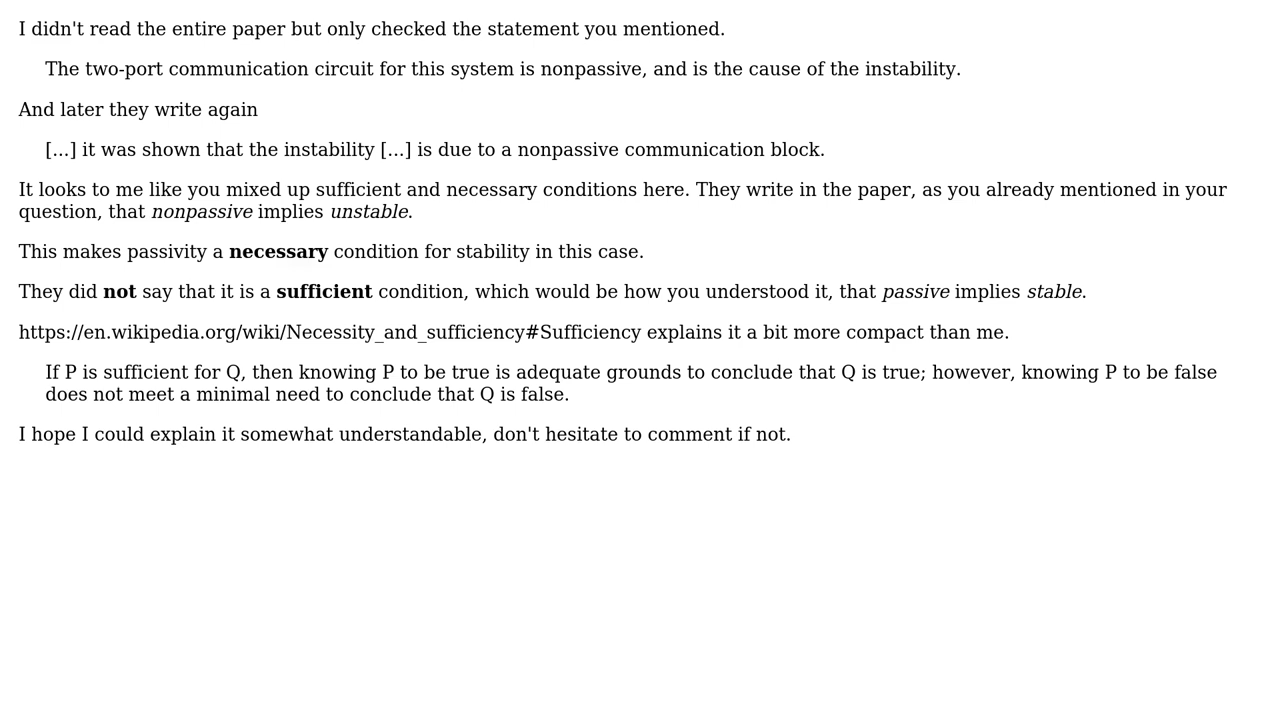 I didn't read the entire paper but only checked the statement you mentioned.
The two-port communication circuit for this system is nonpassive, and is the cause of the instability.
And later they write again
[...] it was shown that the instability [...] is due to a nonpassive communication block.
It looks to me like you mixed up sufficient and necessary conditions here. They write in the paper, as you already mentioned in your
question, that nonpassive implies unstable.
This makes passivity a necessary condition for stability in this case.
They did not say that it is a sufficient condition, which would be how you understood it, that passive implies stable.
https://en.wikipedia.org/wiki/Necessity_and_sufficiency#Sufficiency explains it a bit more compact than me.
If P is sufficient for Q, then knowing P to be true is adequate grounds to conclude that Q is true; however, knowing P to be false
does not meet a minimal need to conclude that Q is false.
I hope I could explain it somewhat understandable, don't hesitate to comment if not.